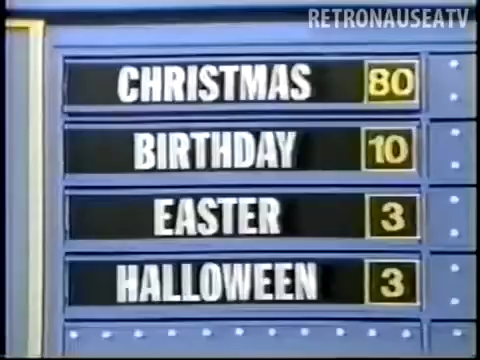 RETRONAUSEATV
CHRISTMAS 80
BIRTHDAY 10
EASTER 3
HALLOWEEN 3